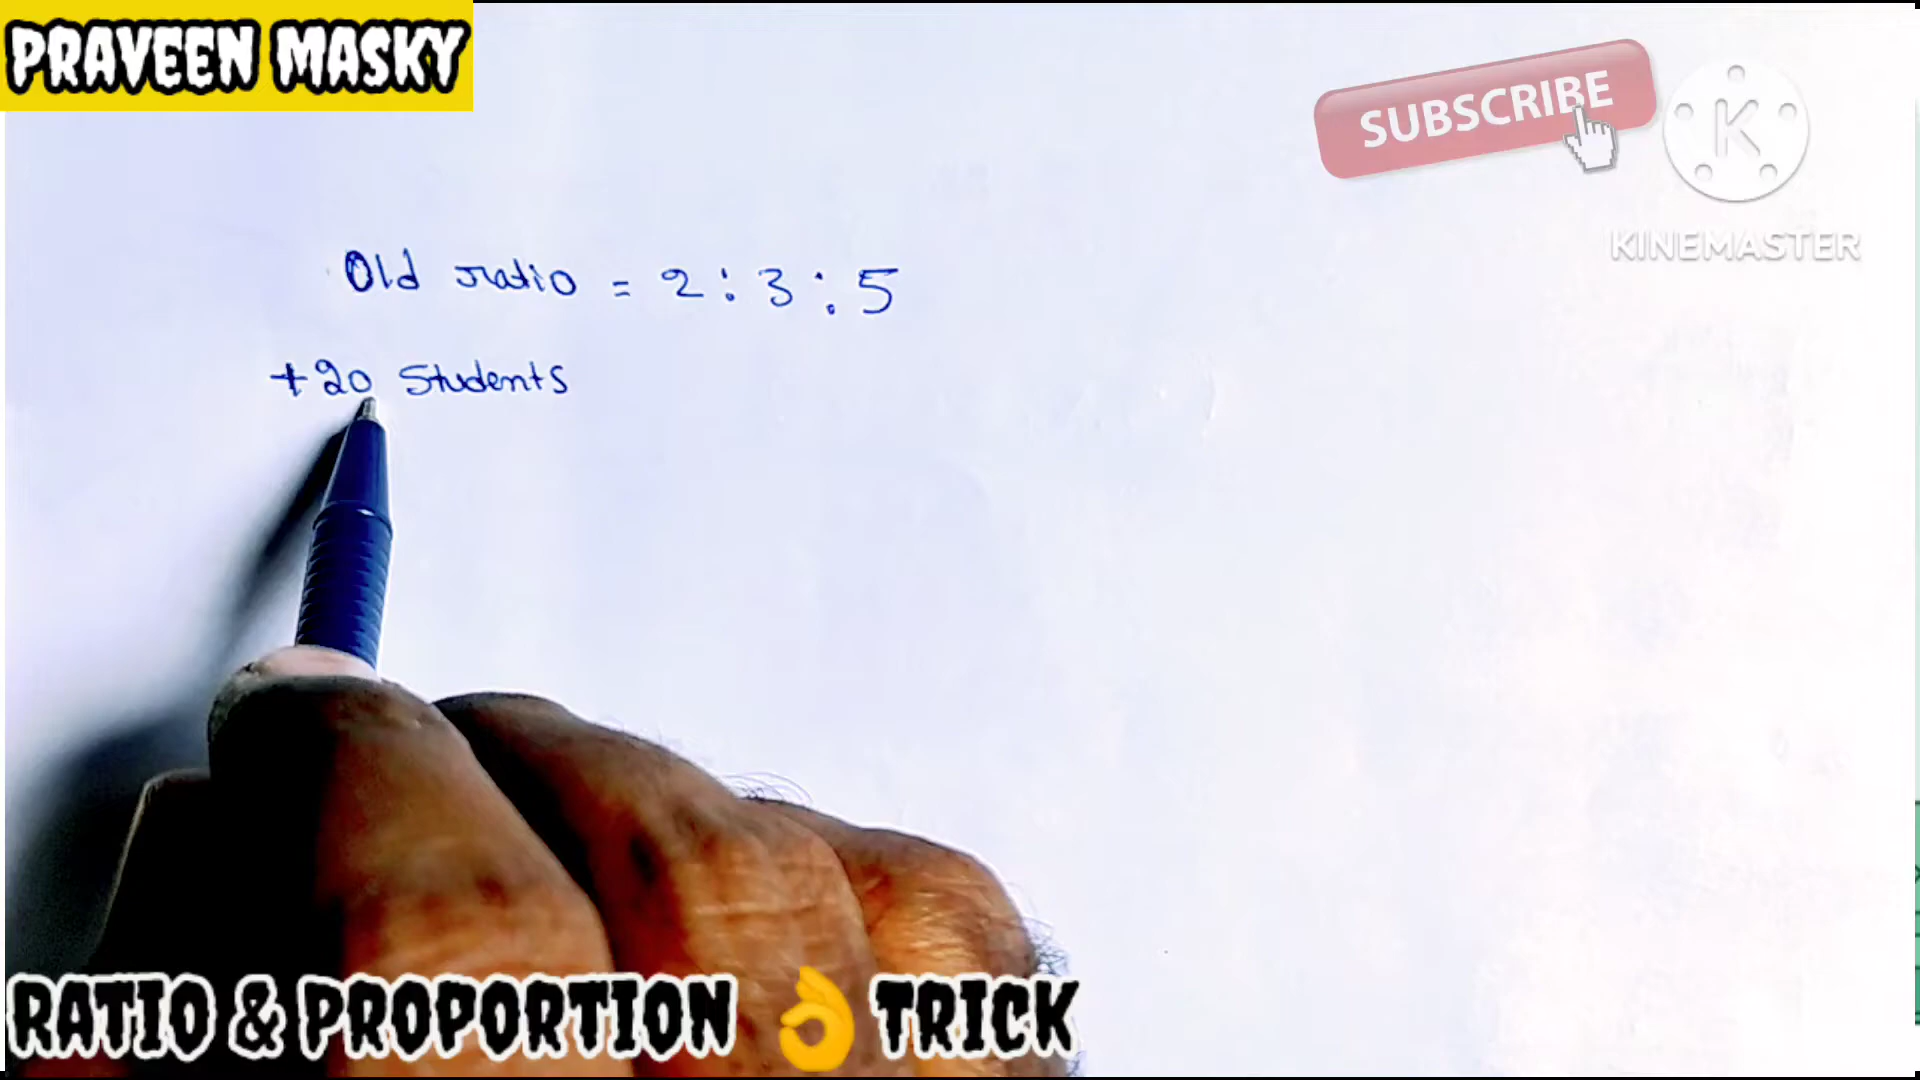 PRAVEEN MASKY
SUBSCRIBE
K
KINEMASTER
Old ratio = 2 : 3 : 5
+20 Students
RATIO & PROPORTION 👌 TRICK